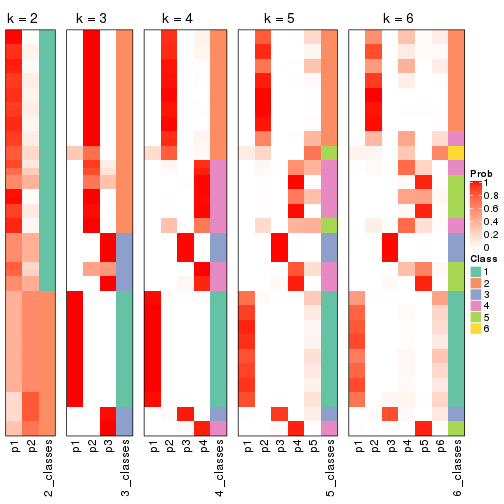 k = 2
k = 3
k = 4
k = 5
k = 6
Prob
1
0.8
0.6
0.4
0.2
0
Class
1
2
3
4
5
6
p1
p2
2_classes
p1
p2
p3
3_classes
p1
p2
p3
p4
4_classes
p1
p2
p3
p4
p5
5_classes
p1
p2
p3
p4
p5
p6
6_classes